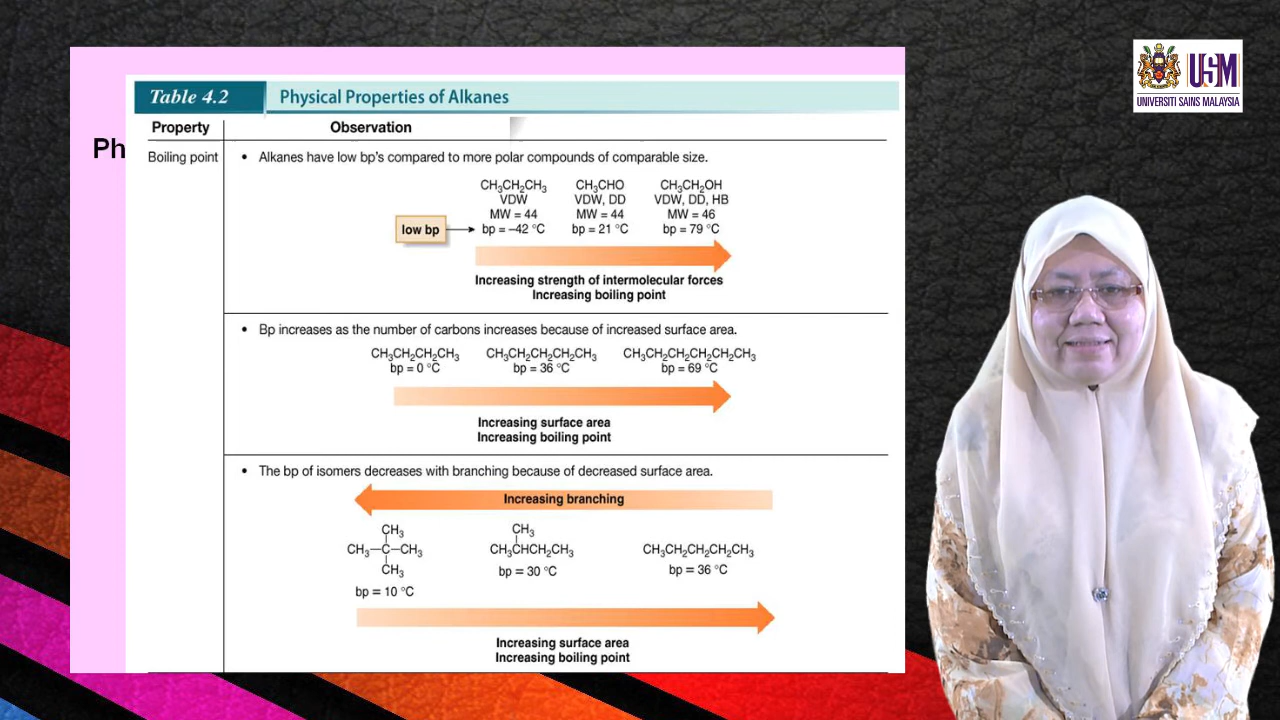 USM
UNIVERSITI SAINS MALAYSIA
Table 4.2 Physical Properties of Alkanes
Property Observation
Ph
Boiling point • Alkanes have low bp's compared to more polar compounds of comparable size.
CH₃CH₂CH₃ CH₃CHO CH₃CH₂OH
VDW VDW, DD VDW, DD, HB
MW = 44 MW = 44 MW = 46
low bp bp = –42 °C bp = 21 °C bp = 79 °C
Increasing strength of intermolecular forces
Increasing boiling point
• Bp increases as the number of carbons increases because of increased surface area.
CH₃CH₂CH₂CH₃ CH₃CH₂CH₂CH₂CH₃ CH₃CH₂CH₂CH₂CH₂CH₃
bp = 0 °C bp = 36 °C bp = 69 °C
Increasing surface area
Increasing boiling point
• The bp of isomers decreases with branching because of decreased surface area.
Increasing branching
CH₃ CH₃
CH₃–C–CH₃ CH₃CHCH₂CH₃ CH₃CH₂CH₂CH₂CH₃
CH₃ bp = 30 °C bp = 36 °C
bp = 10 °C
Increasing surface area
Increasing boiling point